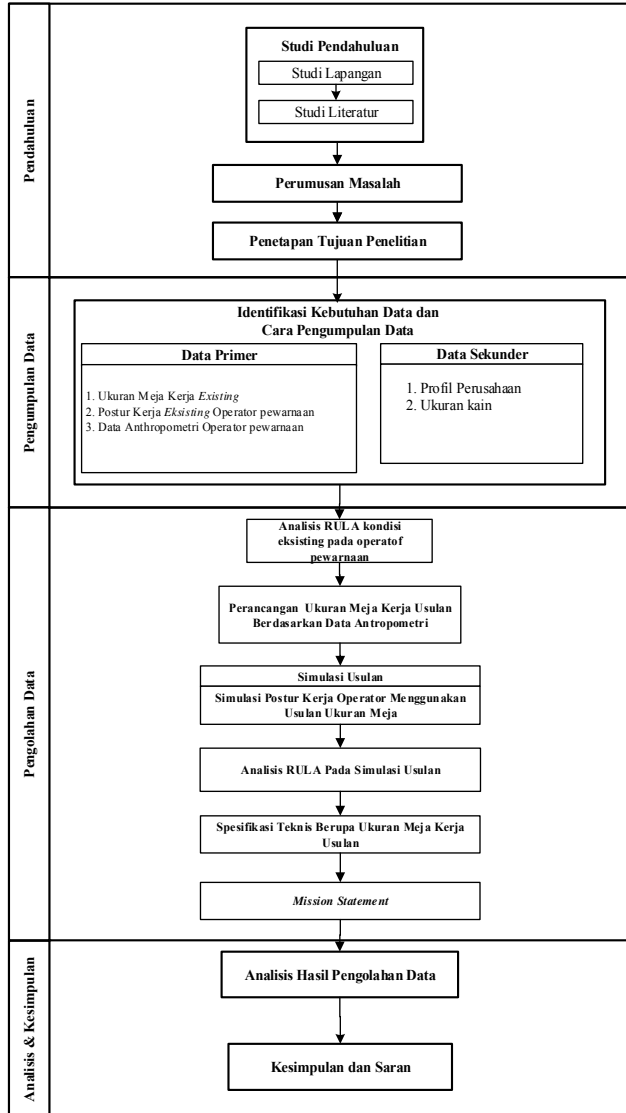 Pendahuluan
Studi Pendahuluan
Studi Lapangan
Studi Literatur
Perumusan Masalah
Penetapan Tujuan Penelitian
Pengumpulan Data
Identifikasi Kebutuhan Data dan
Cara Pengumpulan Data
Data Primer
1. Ukuran Meja Kerja Existing
2. Postur Kerja Eksisting Operator pewarnaan
3. Data Anthropometri Operator pewarnaan
Data Sekunder
1. Profil Perusahaan
2. Ukuran kain
Pengolahan Data
Analisis RULA kondisi
eksisting pada operatof
pewarnaan
Perancangan Ukuran Meja Kerja Usulan
Berdasarkan Data Antropometri
Simulasi Usulan
Simulasi Postur Kerja Operator Menggunakan
Usulan Ukuran Meja
Analisis RULA Pada Simulasi Usulan
Spesifikasi Teknis Berupa Ukuran Meja Kerja
Usulan
Mission Statement
Analisis & Kesimpulan
Analisis Hasil Pengolahan Data
Kesimpulan dan Saran